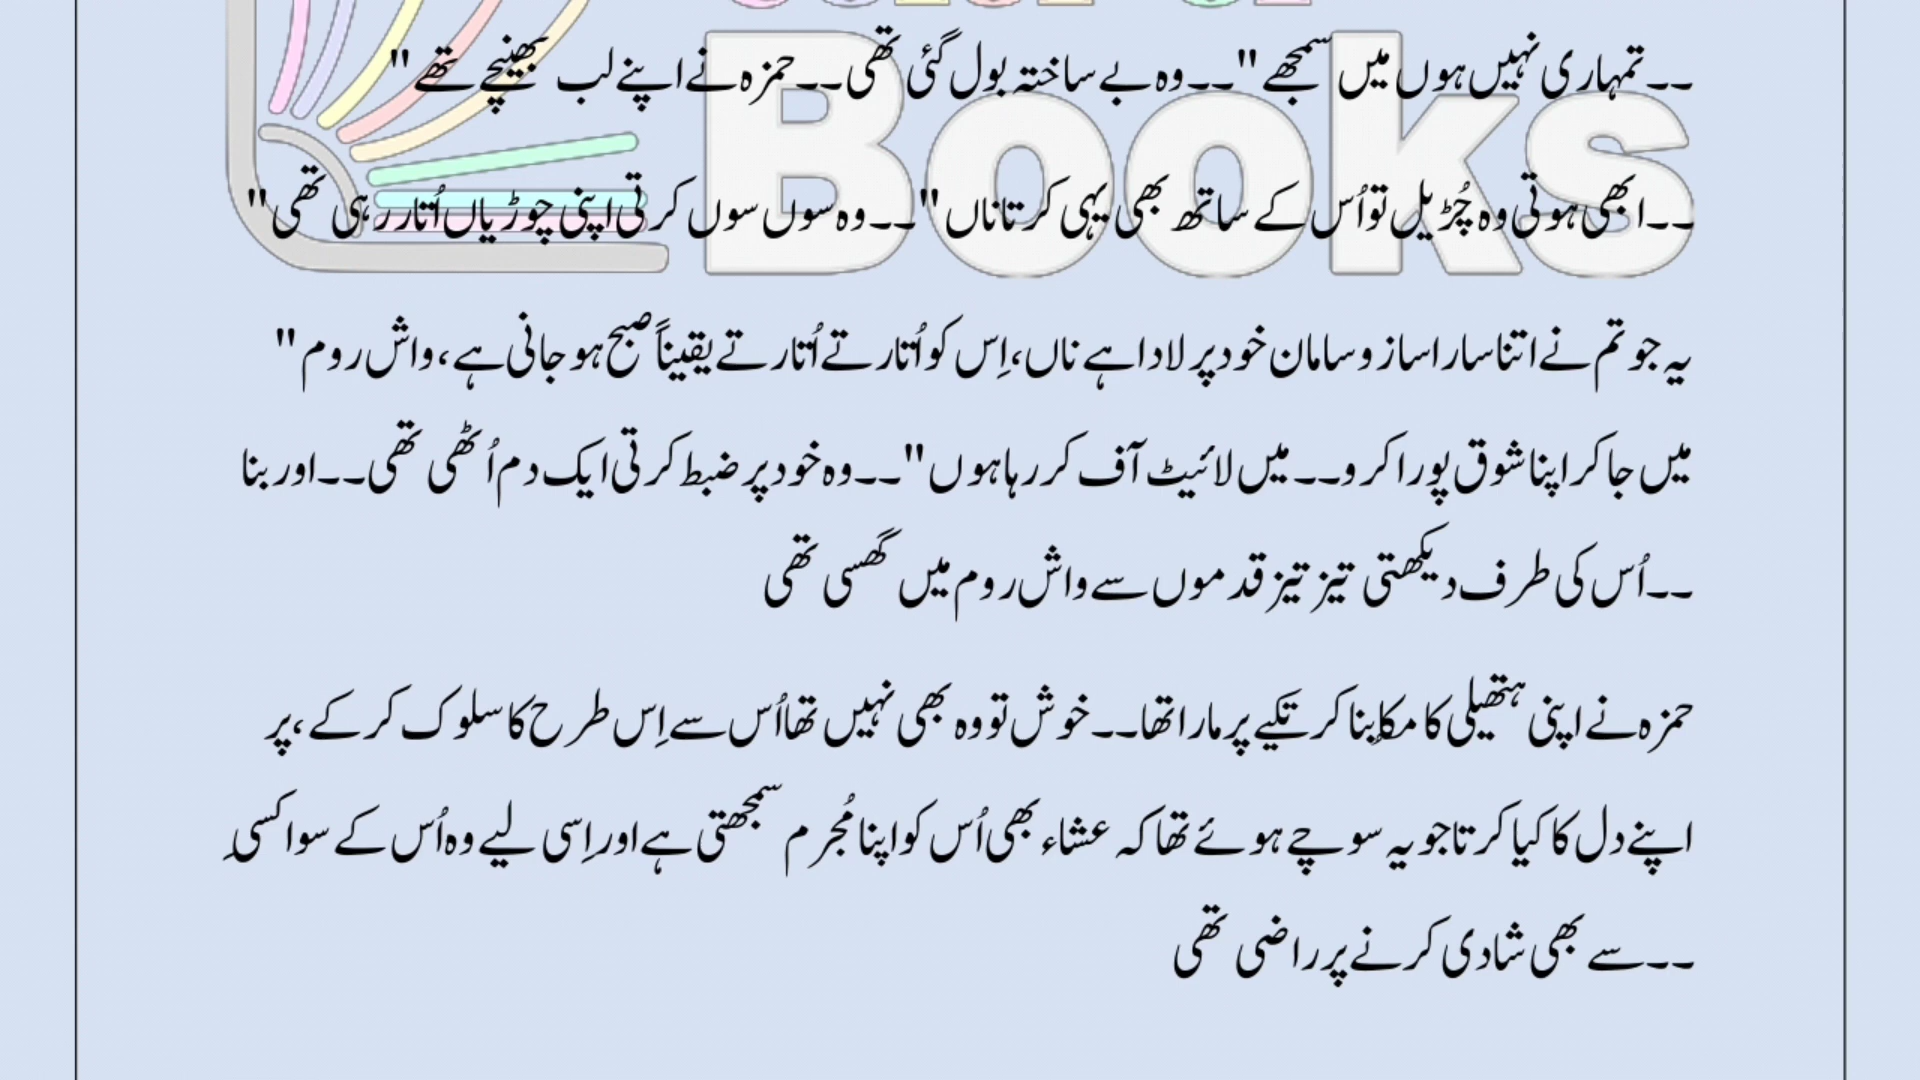 Books
۔۔تمہاری نہیں ہوں میں سمجھے "۔۔وہ بے ساختہ بول گئی تھی۔۔حمزہ نے اپنے لب بھینچے تھے"
۔۔ابھی ہوتی وہ چُڑیل تو اُس کے ساتھ بھی یہی کرتا ناں "۔۔وہ سوں سوں کرتی اپنی چوڑیاں اُتار رہی تھی"
یہ جو تم نے اتنا سارا ساز و سامان خود پر لادا ہے ناں، اِس کو اُتارتے اُتارتے یقیناً صبح ہو جانی ہے، واش روم "
میں جا کر اپنا شوق پورا کرو۔۔میں لائیٹ آف کر رہا ہوں "۔۔وہ خود پر ضبط کرتی ایک دم اُٹھی تھی۔۔اور بنا
۔۔اُس کی طرف دیکھتی تیز تیز قدموں سے واش روم میں گھسی تھی
حمزہ نے اپنی ہتھیلی کا مکا بنا کر تکیے پر مارا تھا۔۔خوش تو وہ بھی نہیں تھا اُس سے اِس طرح کا سلوک کر کے، پر
اپنے دل کا کیا کرتا جو یہ سوچے ہوئے تھا کہ عشاء بھی اُس کو اپنا مُجرم سمجھتی ہے اور اِسی لیے وہ اُس کے سوا کسی
۔۔سے بھی شادی کرنے پر راضی تھی